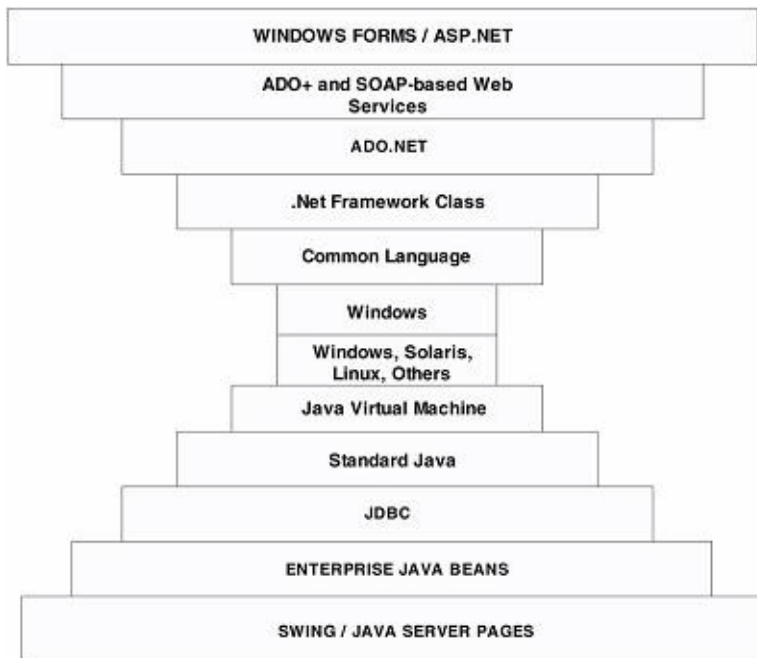 WINDOWS FORMS / ASP.NET
ADO+ and SOAP-based Web
Services
ADO.NET
.Net Framework Class
Common Language
Windows
Windows, Solaris,
Linux, Others
Java Virtual Machine
Standard Java
JDBC
ENTERPRISE JAVA BEANS
SWING / JAVA SERVER PAGES